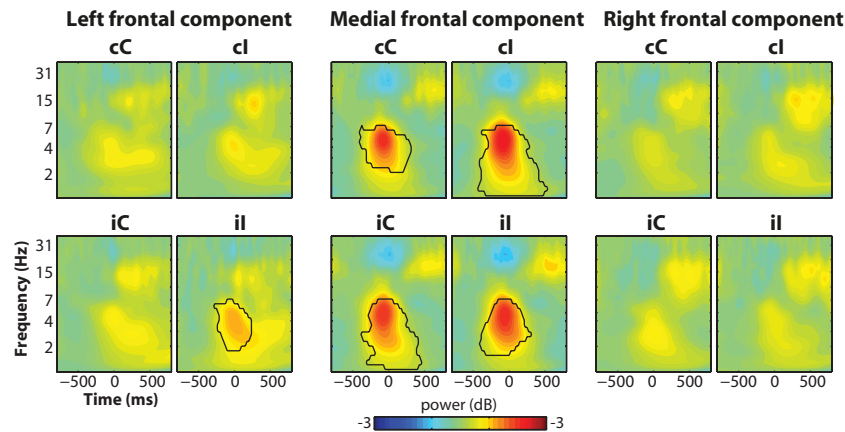 Left frontal component Medial frontal component Right frontal component
cC cI cC cI cC cI
31
15
7
4
2
iC iI iC iI iC iI
31
15
7
4
2
Frequency (Hz)
−500 0 500 −500 0 500 −500 0 500 −500 0 500 −500 0 500 −500 0 500
Time (ms)
power (dB)
-3 -3